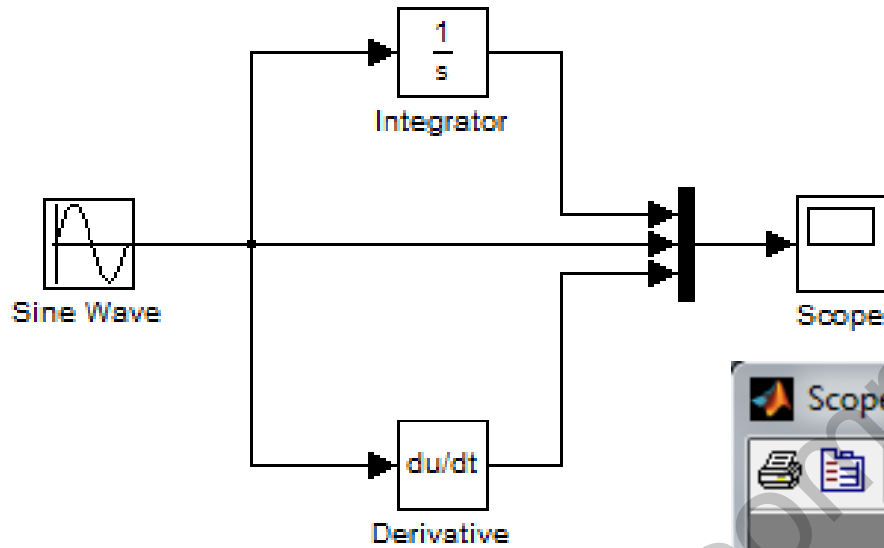 1
s
Integrator
Sine Wave
Scope
Scope
du/dt
Derivative